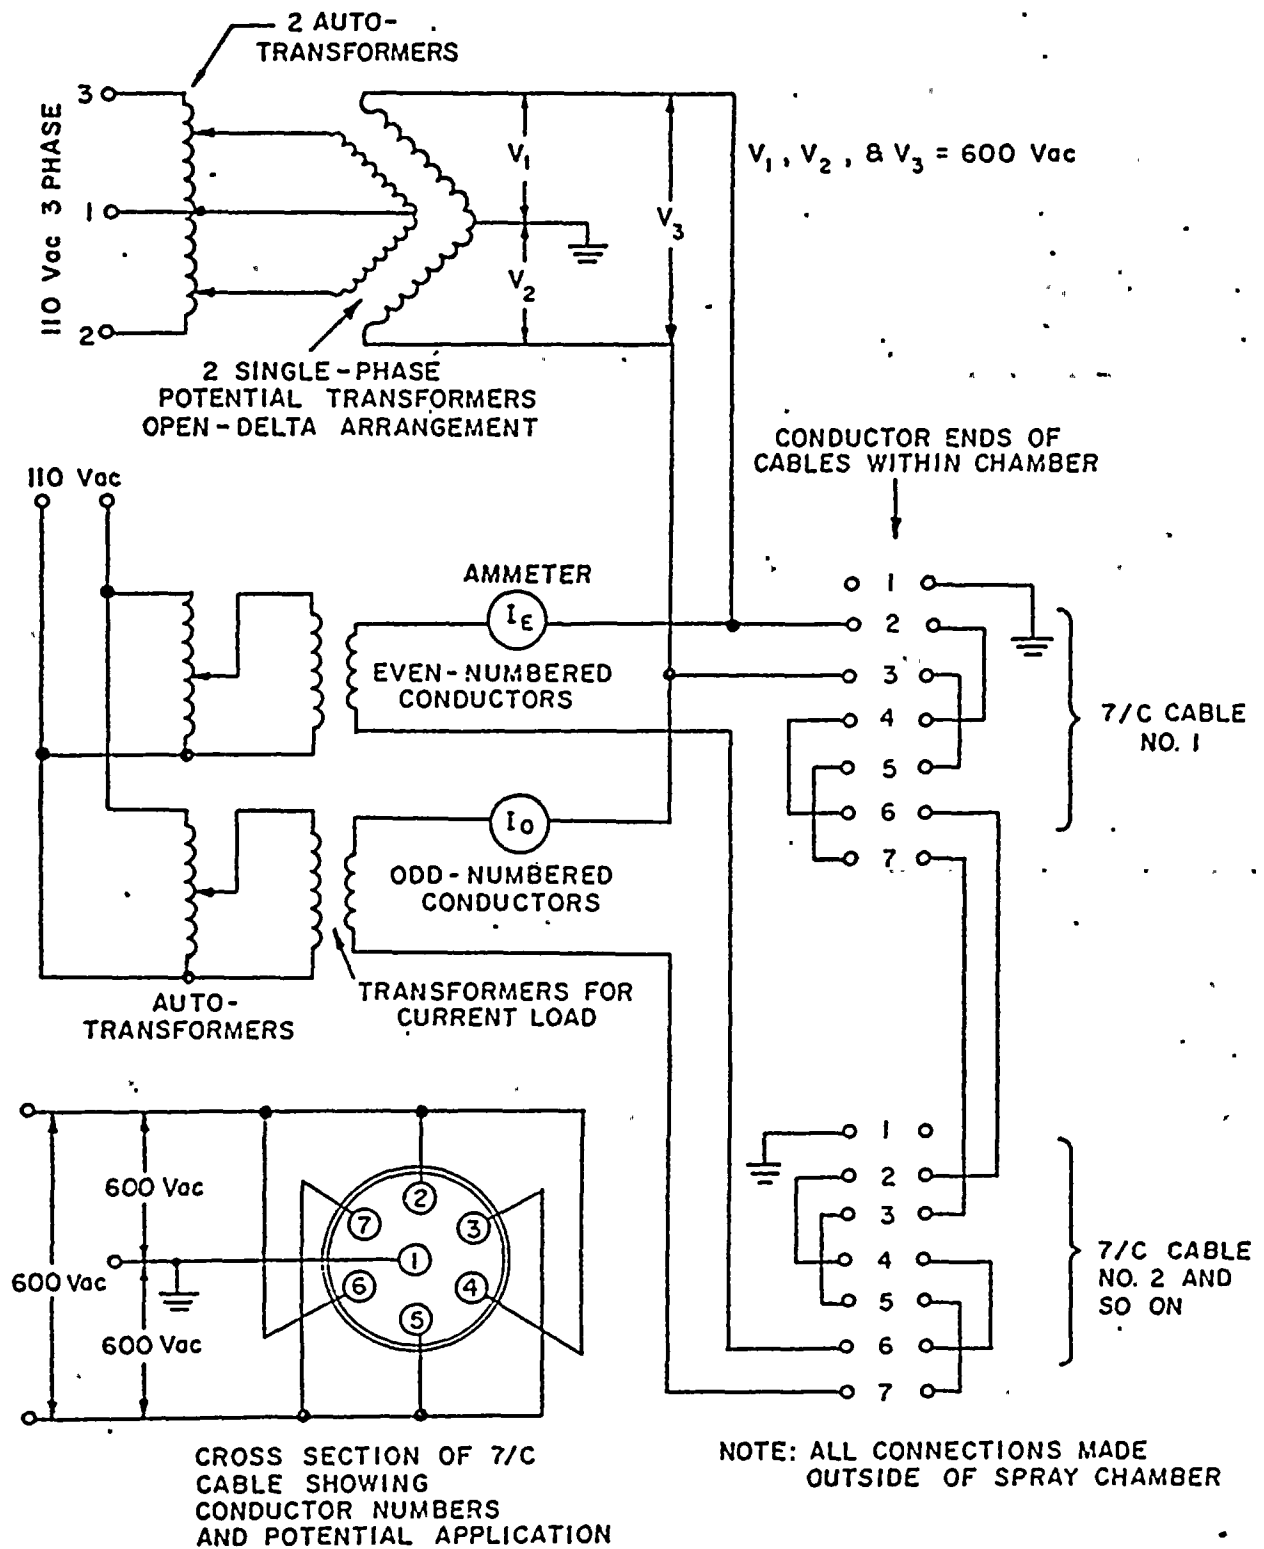 2 AUTO-
TRANSFORMERS
3
1
2
110 Vac 3 PHASE
V1
V2
V3
V1, V2, & V3 = 600 Vac
2 SINGLE-PHASE
POTENTIAL TRANSFORMERS
OPEN-DELTA ARRANGEMENT
CONDUCTOR ENDS OF
CABLES WITHIN CHAMBER
110 Vac
AMMETER
IE
EVEN-NUMBERED
CONDUCTORS
1
2
3
4
5
6
7
7/C CABLE
NO. 1
IO
ODD-NUMBERED
CONDUCTORS
AUTO-
TRANSFORMERS
TRANSFORMERS FOR
CURRENT LOAD
600 Vac
600 Vac
600 Vac
7
2
3
1
6
4
5
1
2
3
4
5
6
7
7/C CABLE
NO. 2 AND
SO ON
CROSS SECTION OF 7/C
CABLE SHOWING
CONDUCTOR NUMBERS
AND POTENTIAL APPLICATION
NOTE: ALL CONNECTIONS MADE
OUTSIDE OF SPRAY CHAMBER